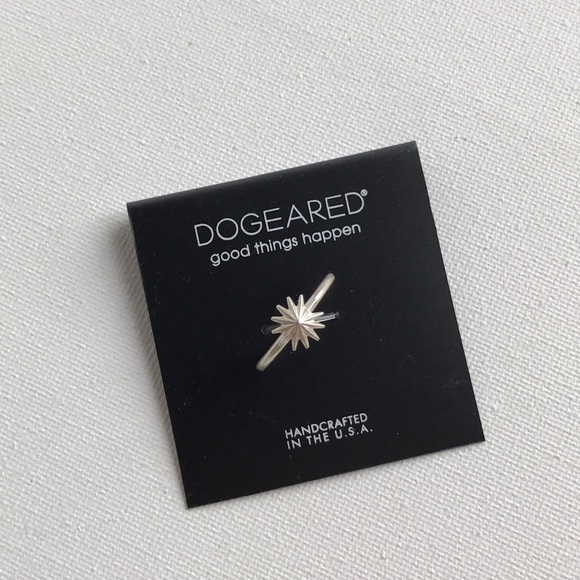 DOGEARED®
good things happen
HANDCRAFTED
IN THE U.S.A.